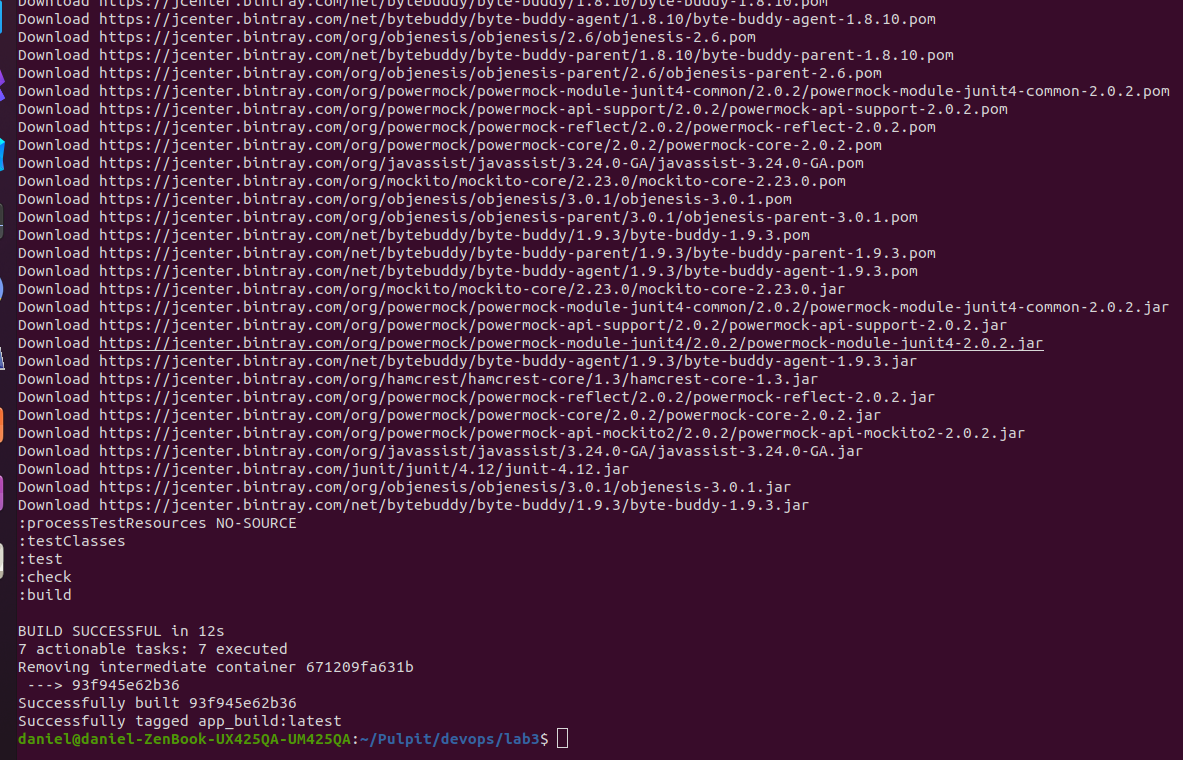 Download https://jcenter.bintray.com/net/bytebuddy/byte-buddy/1.8.10/byte-buddy-1.8.10.pom
Download https://jcenter.bintray.com/net/bytebuddy/byte-buddy-agent/1.8.10/byte-buddy-agent-1.8.10.pom
Download https://jcenter.bintray.com/org/objenesis/objenesis/2.6/objenesis-2.6.pom
Download https://jcenter.bintray.com/net/bytebuddy/byte-buddy-parent/1.8.10/byte-buddy-parent-1.8.10.pom
Download https://jcenter.bintray.com/org/objenesis/objenesis-parent/2.6/objenesis-parent-2.6.pom
Download https://jcenter.bintray.com/org/powermock/powermock-module-junit4-common/2.0.2/powermock-module-junit4-common-2.0.2.pom
Download https://jcenter.bintray.com/org/powermock/powermock-api-support/2.0.2/powermock-api-support-2.0.2.pom
Download https://jcenter.bintray.com/org/powermock/powermock-reflect/2.0.2/powermock-reflect-2.0.2.pom
Download https://jcenter.bintray.com/org/powermock/powermock-core/2.0.2/powermock-core-2.0.2.pom
Download https://jcenter.bintray.com/org/javassist/javassist/3.24.0-GA/javassist-3.24.0-GA.pom
Download https://jcenter.bintray.com/org/mockito/mockito-core/2.23.0/mockito-core-2.23.0.pom
Download https://jcenter.bintray.com/org/objenesis/objenesis/3.0.1/objenesis-3.0.1.pom
Download https://jcenter.bintray.com/org/objenesis/objenesis-parent/3.0.1/objenesis-parent-3.0.1.pom
Download https://jcenter.bintray.com/net/bytebuddy/byte-buddy/1.9.3/byte-buddy-1.9.3.pom
Download https://jcenter.bintray.com/net/bytebuddy/byte-buddy-parent/1.9.3/byte-buddy-parent-1.9.3.pom
Download https://jcenter.bintray.com/net/bytebuddy/byte-buddy-agent/1.9.3/byte-buddy-agent-1.9.3.pom
Download https://jcenter.bintray.com/org/mockito/mockito-core/2.23.0/mockito-core-2.23.0.jar
Download https://jcenter.bintray.com/org/powermock/powermock-module-junit4-common/2.0.2/powermock-module-junit4-common-2.0.2.jar
Download https://jcenter.bintray.com/org/powermock/powermock-api-support/2.0.2/powermock-api-support-2.0.2.jar
Download https://jcenter.bintray.com/org/powermock/powermock-module-junit4/2.0.2/powermock-module-junit4-2.0.2.jar
Download https://jcenter.bintray.com/net/bytebuddy/byte-buddy-agent/1.9.3/byte-buddy-agent-1.9.3.jar
Download https://jcenter.bintray.com/org/hamcrest/hamcrest-core/1.3/hamcrest-core-1.3.jar
Download https://jcenter.bintray.com/org/powermock/powermock-reflect/2.0.2/powermock-reflect-2.0.2.jar
Download https://jcenter.bintray.com/org/powermock/powermock-core/2.0.2/powermock-core-2.0.2.jar
Download https://jcenter.bintray.com/org/powermock/powermock-api-mockito2/2.0.2/powermock-api-mockito2-2.0.2.jar
Download https://jcenter.bintray.com/org/javassist/javassist/3.24.0-GA/javassist-3.24.0-GA.jar
Download https://jcenter.bintray.com/junit/junit/4.12/junit-4.12.jar
Download https://jcenter.bintray.com/org/objenesis/objenesis/3.0.1/objenesis-3.0.1.jar
Download https://jcenter.bintray.com/net/bytebuddy/byte-buddy/1.9.3/byte-buddy-1.9.3.jar
:processTestResources NO-SOURCE
:testClasses
:test
:check
:build
BUILD SUCCESSFUL in 12s
7 actionable tasks: 7 executed
Removing intermediate container 671209fa631b
 ---> 93f945e62b36
Successfully built 93f945e62b36
Successfully tagged app_build:latest
daniel@daniel-ZenBook-UX425QA-UM425QA:~/Pulpit/devops/lab3$